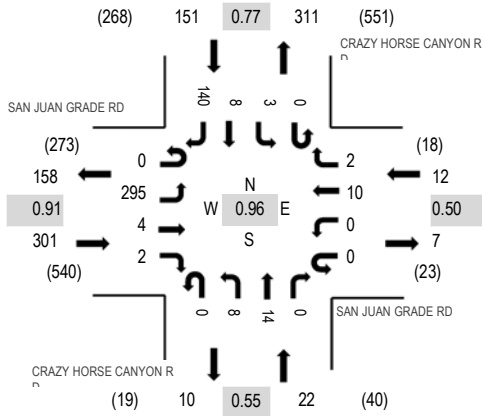 (268) 151 0.77 311 (551)
CRAZY HORSE CANYON R
D
SAN JUAN GRADE RD
140 8 3 0
(273) (18)
0 2
158 12
295 10
N
0.91 W 0.96 E 0.50
4 0
301 7
S
2 0
(540) (23)
0 8 14 0
SAN JUAN GRADE RD
CRAZY HORSE CANYON R
D
(19) 10 0.55 22 (40)